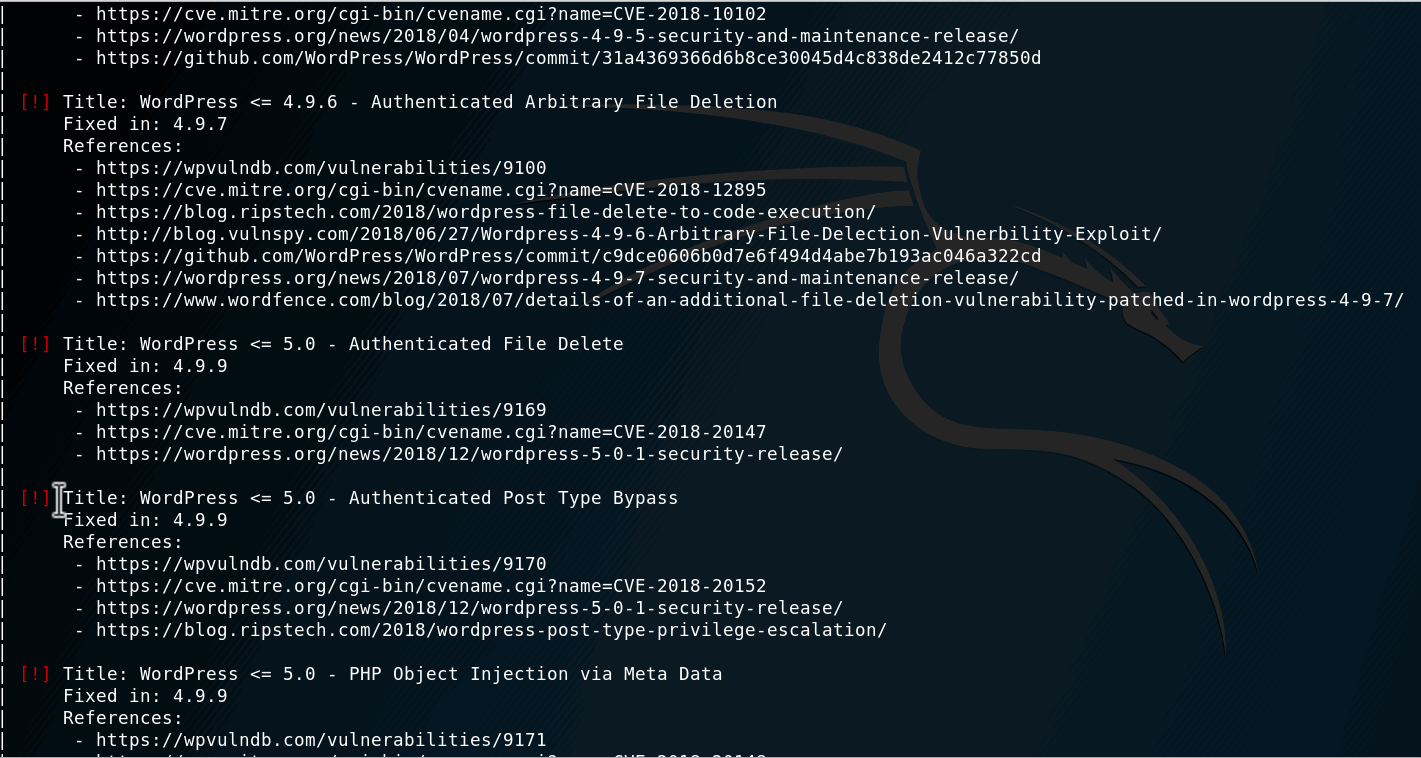 |      - https://cve.mitre.org/cgi-bin/cvename.cgi?name=CVE-2018-10102
|      - https://wordpress.org/news/2018/04/wordpress-4-9-5-security-and-maintenance-release/
|      - https://github.com/WordPress/WordPress/commit/31a4369366d6b8ce30045d4c838de2412c77850d
|
| [!] Title: WordPress <= 4.9.6 - Authenticated Arbitrary File Deletion
|     Fixed in: 4.9.7
|     References:
|      - https://wpvulndb.com/vulnerabilities/9100
|      - https://cve.mitre.org/cgi-bin/cvename.cgi?name=CVE-2018-12895
|      - https://blog.ripstech.com/2018/wordpress-file-delete-to-code-execution/
|      - http://blog.vulnspy.com/2018/06/27/Wordpress-4-9-6-Arbitrary-File-Delection-Vulnerbility-Exploit/
|      - https://github.com/WordPress/WordPress/commit/c9dce0606b0d7e6f494d4abe7b193ac046a322cd
|      - https://wordpress.org/news/2018/07/wordpress-4-9-7-security-and-maintenance-release/
|      - https://www.wordfence.com/blog/2018/07/details-of-an-additional-file-deletion-vulnerability-patched-in-wordpress-4-9-7/
|
| [!] Title: WordPress <= 5.0 - Authenticated File Delete
|     Fixed in: 4.9.9
|     References:
|      - https://wpvulndb.com/vulnerabilities/9169
|      - https://cve.mitre.org/cgi-bin/cvename.cgi?name=CVE-2018-20147
|      - https://wordpress.org/news/2018/12/wordpress-5-0-1-security-release/
|
| [!] Title: WordPress <= 5.0 - Authenticated Post Type Bypass
|     Fixed in: 4.9.9
|     References:
|      - https://wpvulndb.com/vulnerabilities/9170
|      - https://cve.mitre.org/cgi-bin/cvename.cgi?name=CVE-2018-20152
|      - https://wordpress.org/news/2018/12/wordpress-5-0-1-security-release/
|      - https://blog.ripstech.com/2018/wordpress-post-type-privilege-escalation/
|
| [!] Title: WordPress <= 5.0 - PHP Object Injection via Meta Data
|     Fixed in: 4.9.9
|     References:
|      - https://wpvulndb.com/vulnerabilities/9171